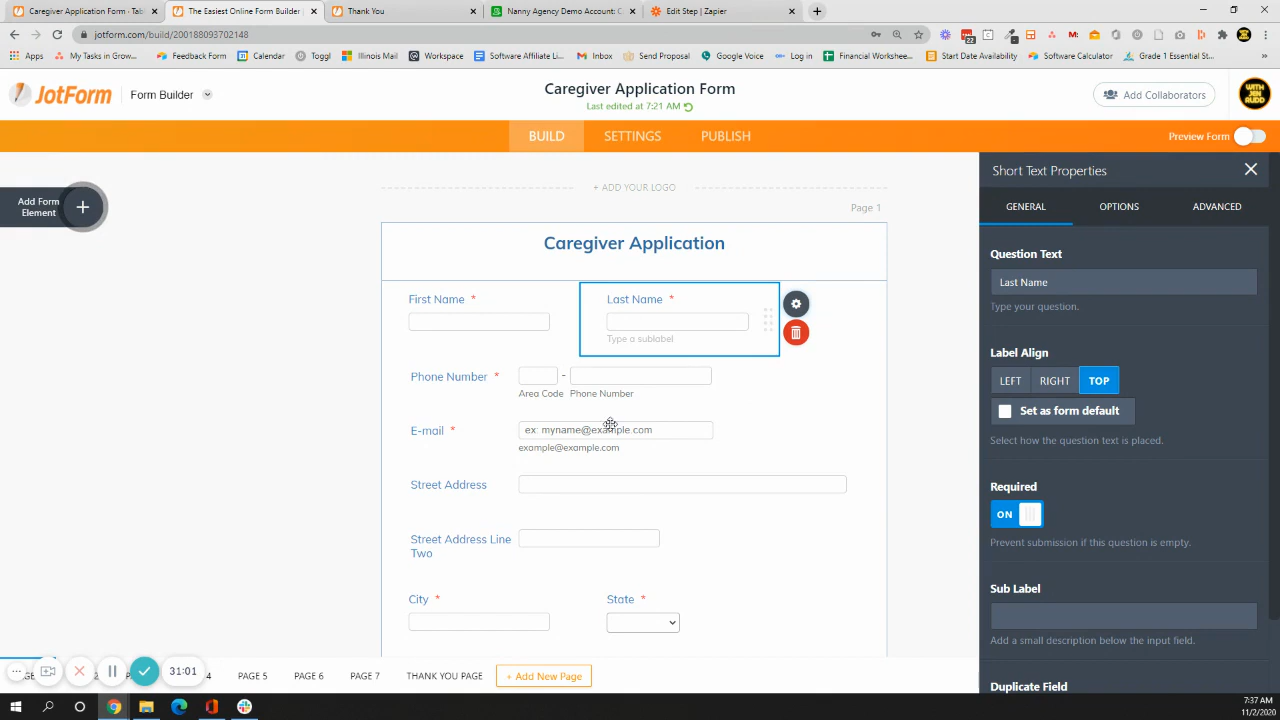 Caregiver Application Form - Tabl
The Easiest Online Form Builder |
Thank You
Nanny Agency Demo Account: C:
Edit Step | Zapier
jotform.com/build/200188093702148
Apps
My Tasks in Grow...
Feedback Form
Calendar
Toggl
Illinois Mail
Workspace
Software Affiliate Li...
Inbox
Send Proposal
Google Voice
Log in
Financial Workshee...
Start Date Availability
Software Calculator
Grade 1 Essential St...
JotForm
Form Builder
Caregiver Application Form
Last edited at 7:21 AM
Add Collaborators
WITH JEN RUDD
BUILD
SETTINGS
PUBLISH
Preview Form
Add Form
Element
+ ADD YOUR LOGO
Page 1
Caregiver Application
First Name *
Last Name *
Type a sublabel
Phone Number *
-
Area Code
Phone Number
E-mail *
ex: myname@example.com
example@example.com
Street Address
Street Address Line
Two
City *
State *
Short Text Properties
GENERAL
OPTIONS
ADVANCED
Question Text
Last Name
Type your question.
Label Align
LEFT
RIGHT
TOP
Set as form default
Select how the question text is placed.
Required
ON
Prevent submission if this question is empty.
Sub Label
Add a small description below the input field.
Duplicate Field
31:01
4
PAGE 5
PAGE 6
PAGE 7
THANK YOU PAGE
+ Add New Page
7:37 AM
11/2/2020